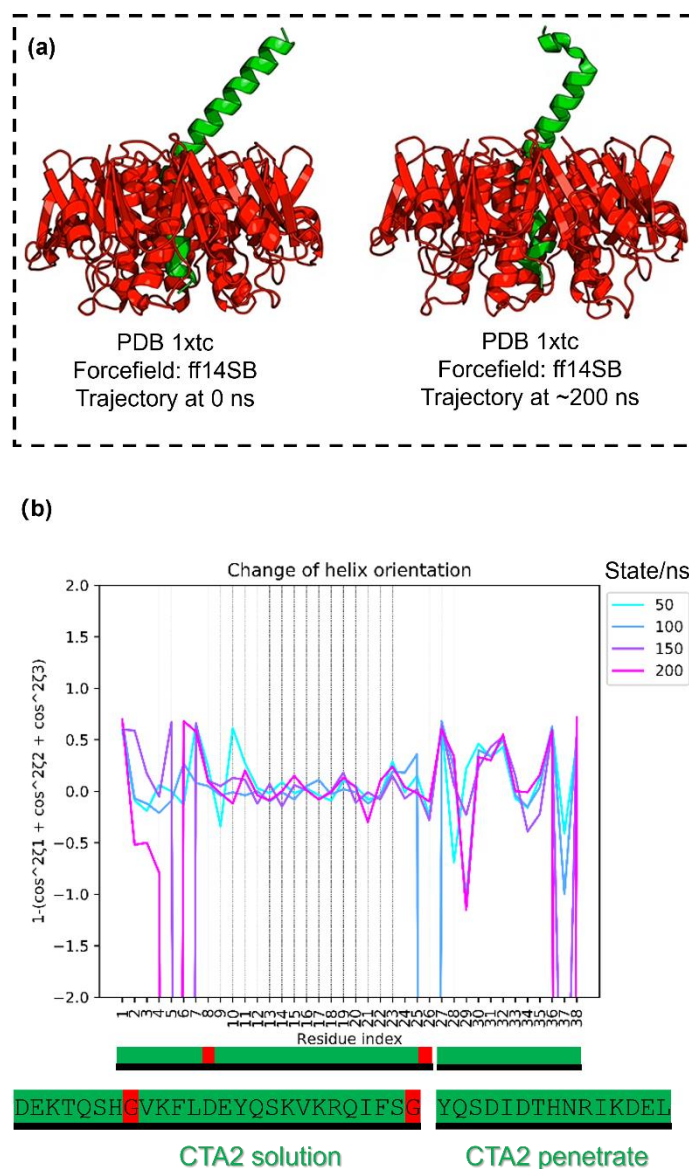 (a)
PDB 1xtc
Forcefield: ff14SB
Trajectory at 0 ns
PDB 1xtc
Forcefield: ff14SB
Trajectory at ~200 ns
(b)
Change of helix orientation
State/ns
50
100
150
200
2.0
1.5
1.0
0.5
0.0
-0.5
-1.0
-1.5
-2.0
1-(cos^2ζ1 + cos^2ζ2 + cos^2ζ3)
1 2 3 4 5 6 7 8 9 10 11 12 13 14 15 16 17 18 19 20 21 22 23 24 25 26 27 28 29 30 31 32 33 34 35 36 37 38
Residue index
DEKTQSHGVKFLDEYQSKVKRQIFSG YQSDIDTHNRIKDEL
CTA2 solution CTA2 penetrate